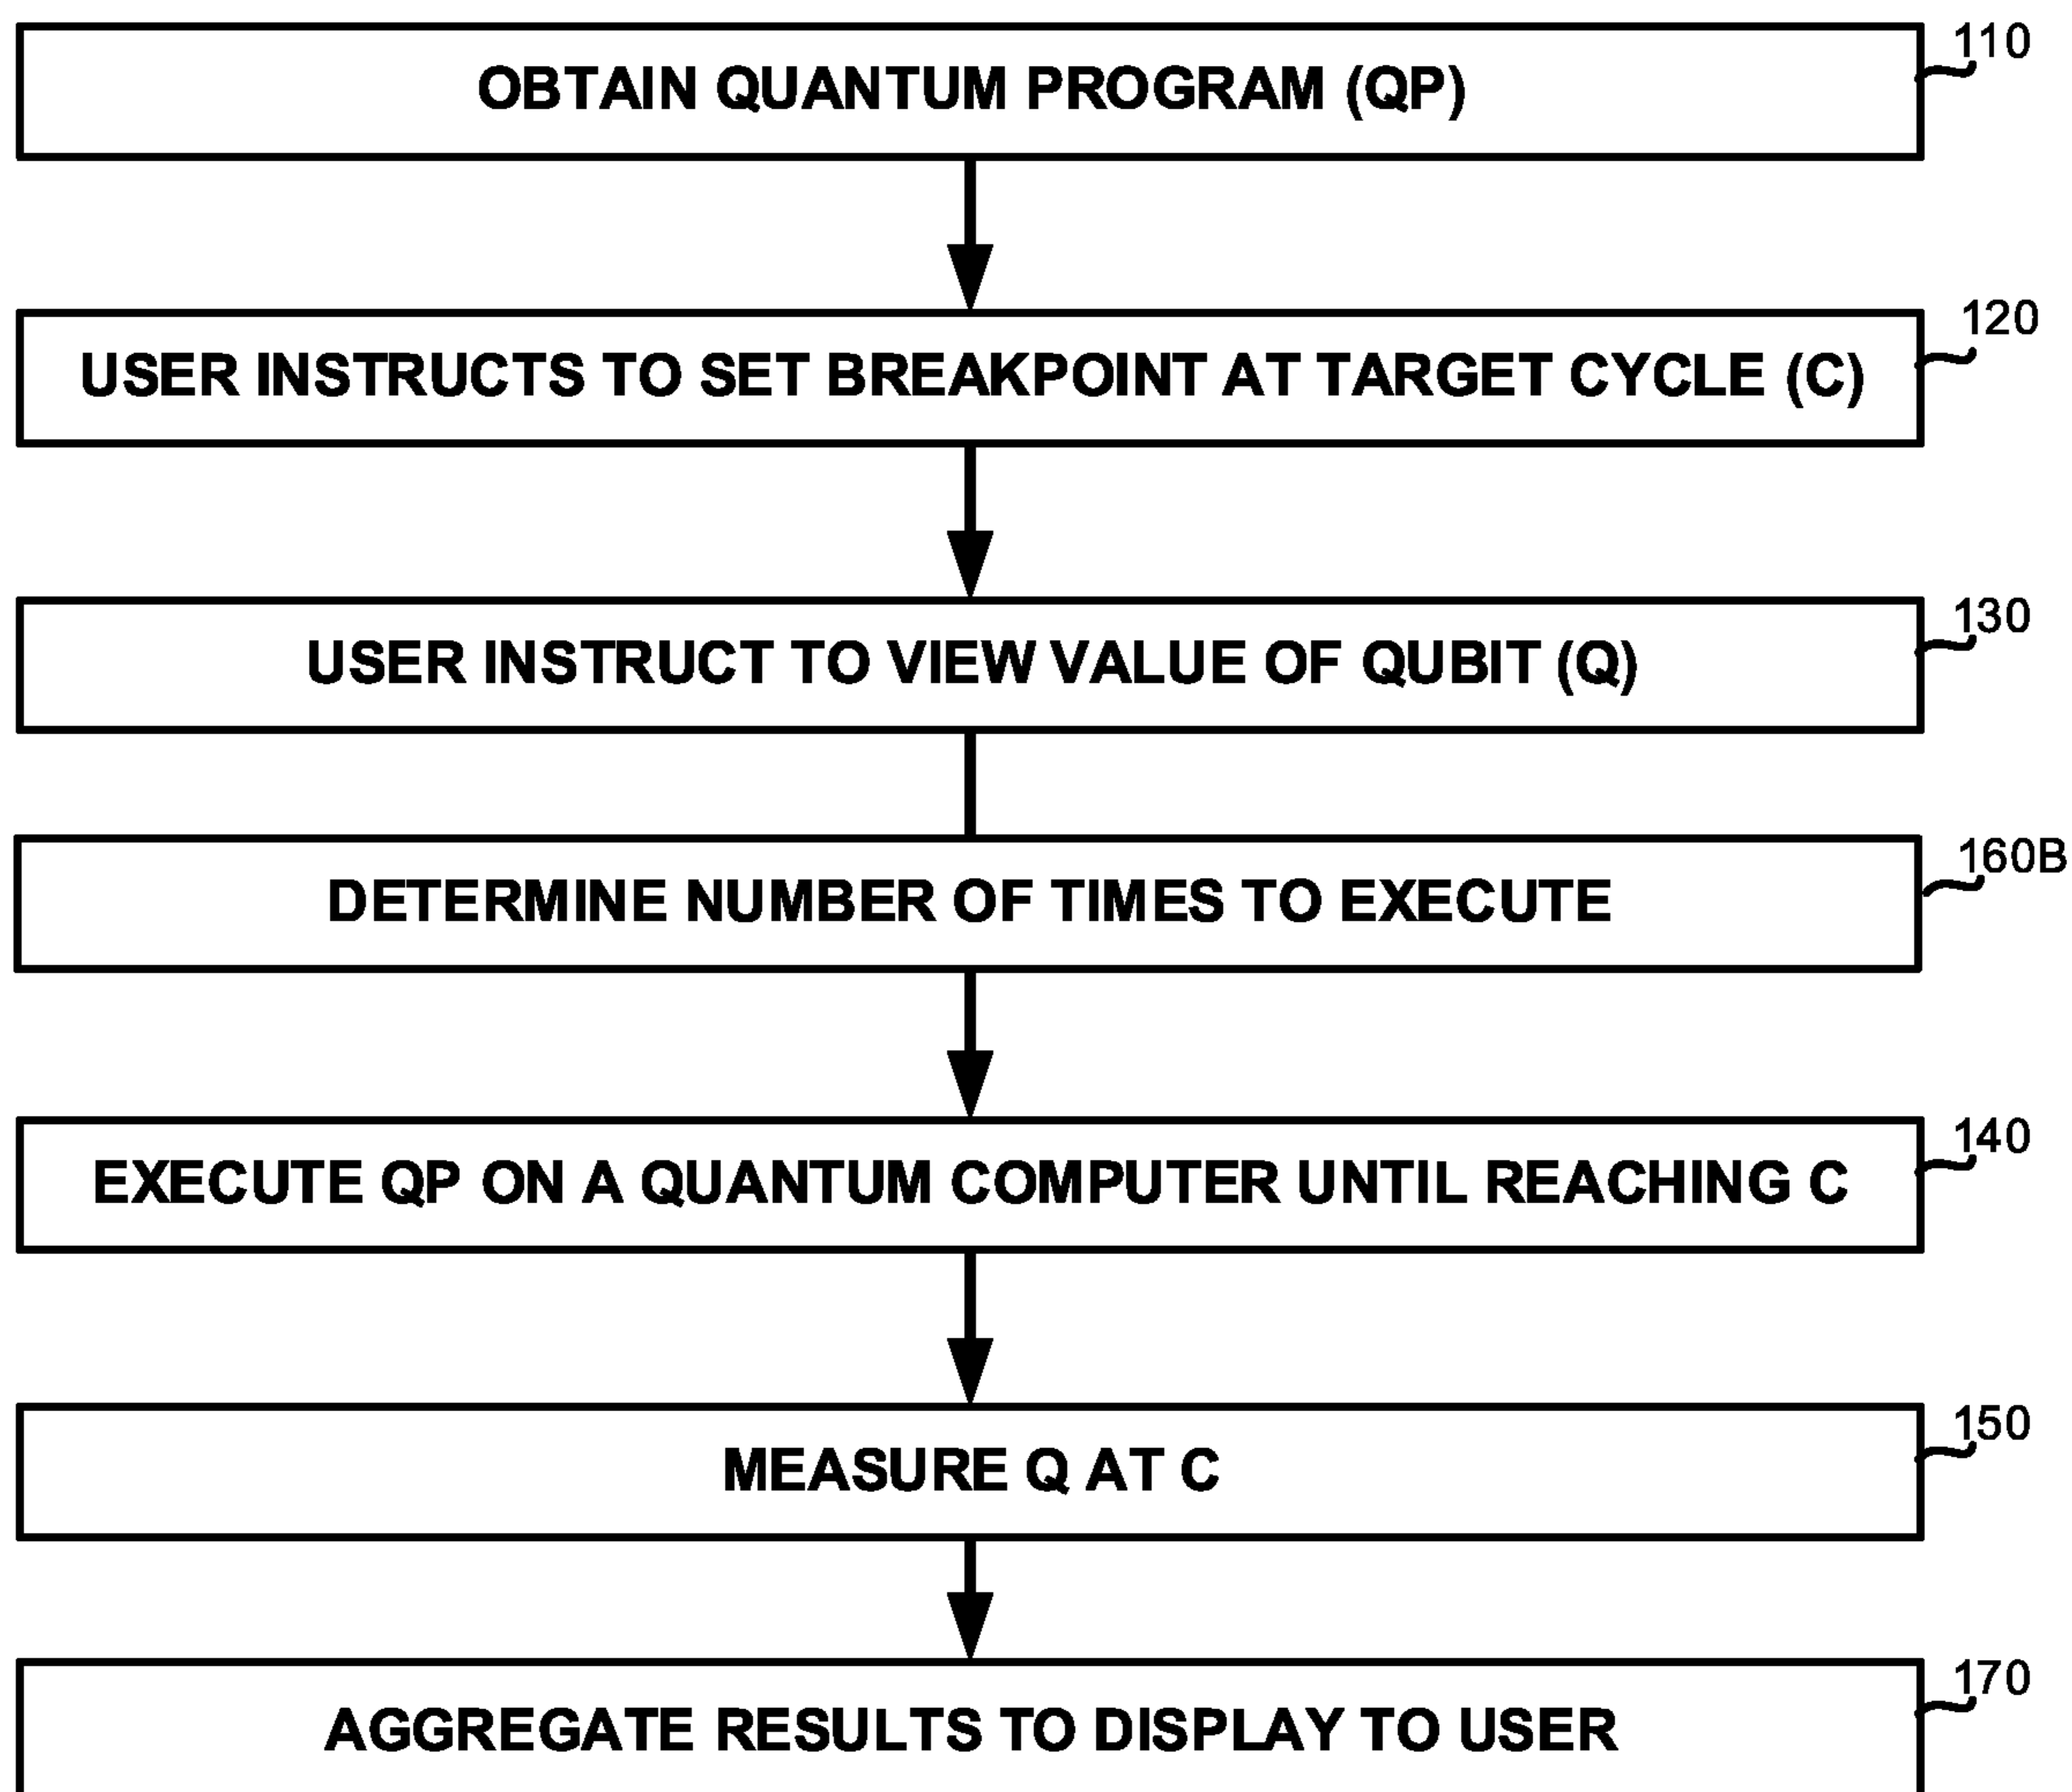 110
OBTAIN QUANTUM PROGRAM (QP)
120
USER INSTRUCTS TO SET BREAKPOINT AT TARGET CYCLE (C)
130
USER INSTRUCT TO VIEW VALUE OF QUBIT (Q)
160B
DETERMINE NUMBER OF TIMES TO EXECUTE
140
EXECUTE QP ON A QUANTUM COMPUTER UNTIL REACHING C
150
MEASURE Q AT C
170
AGGREGATE RESULTS TO DISPLAY TO USER